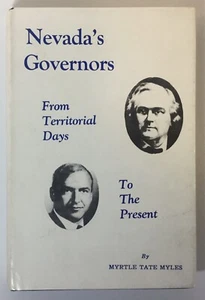 Nevada's
Governors
From
Territorial
Days
To
The
Present
By
MYRTLE TATE MYLES